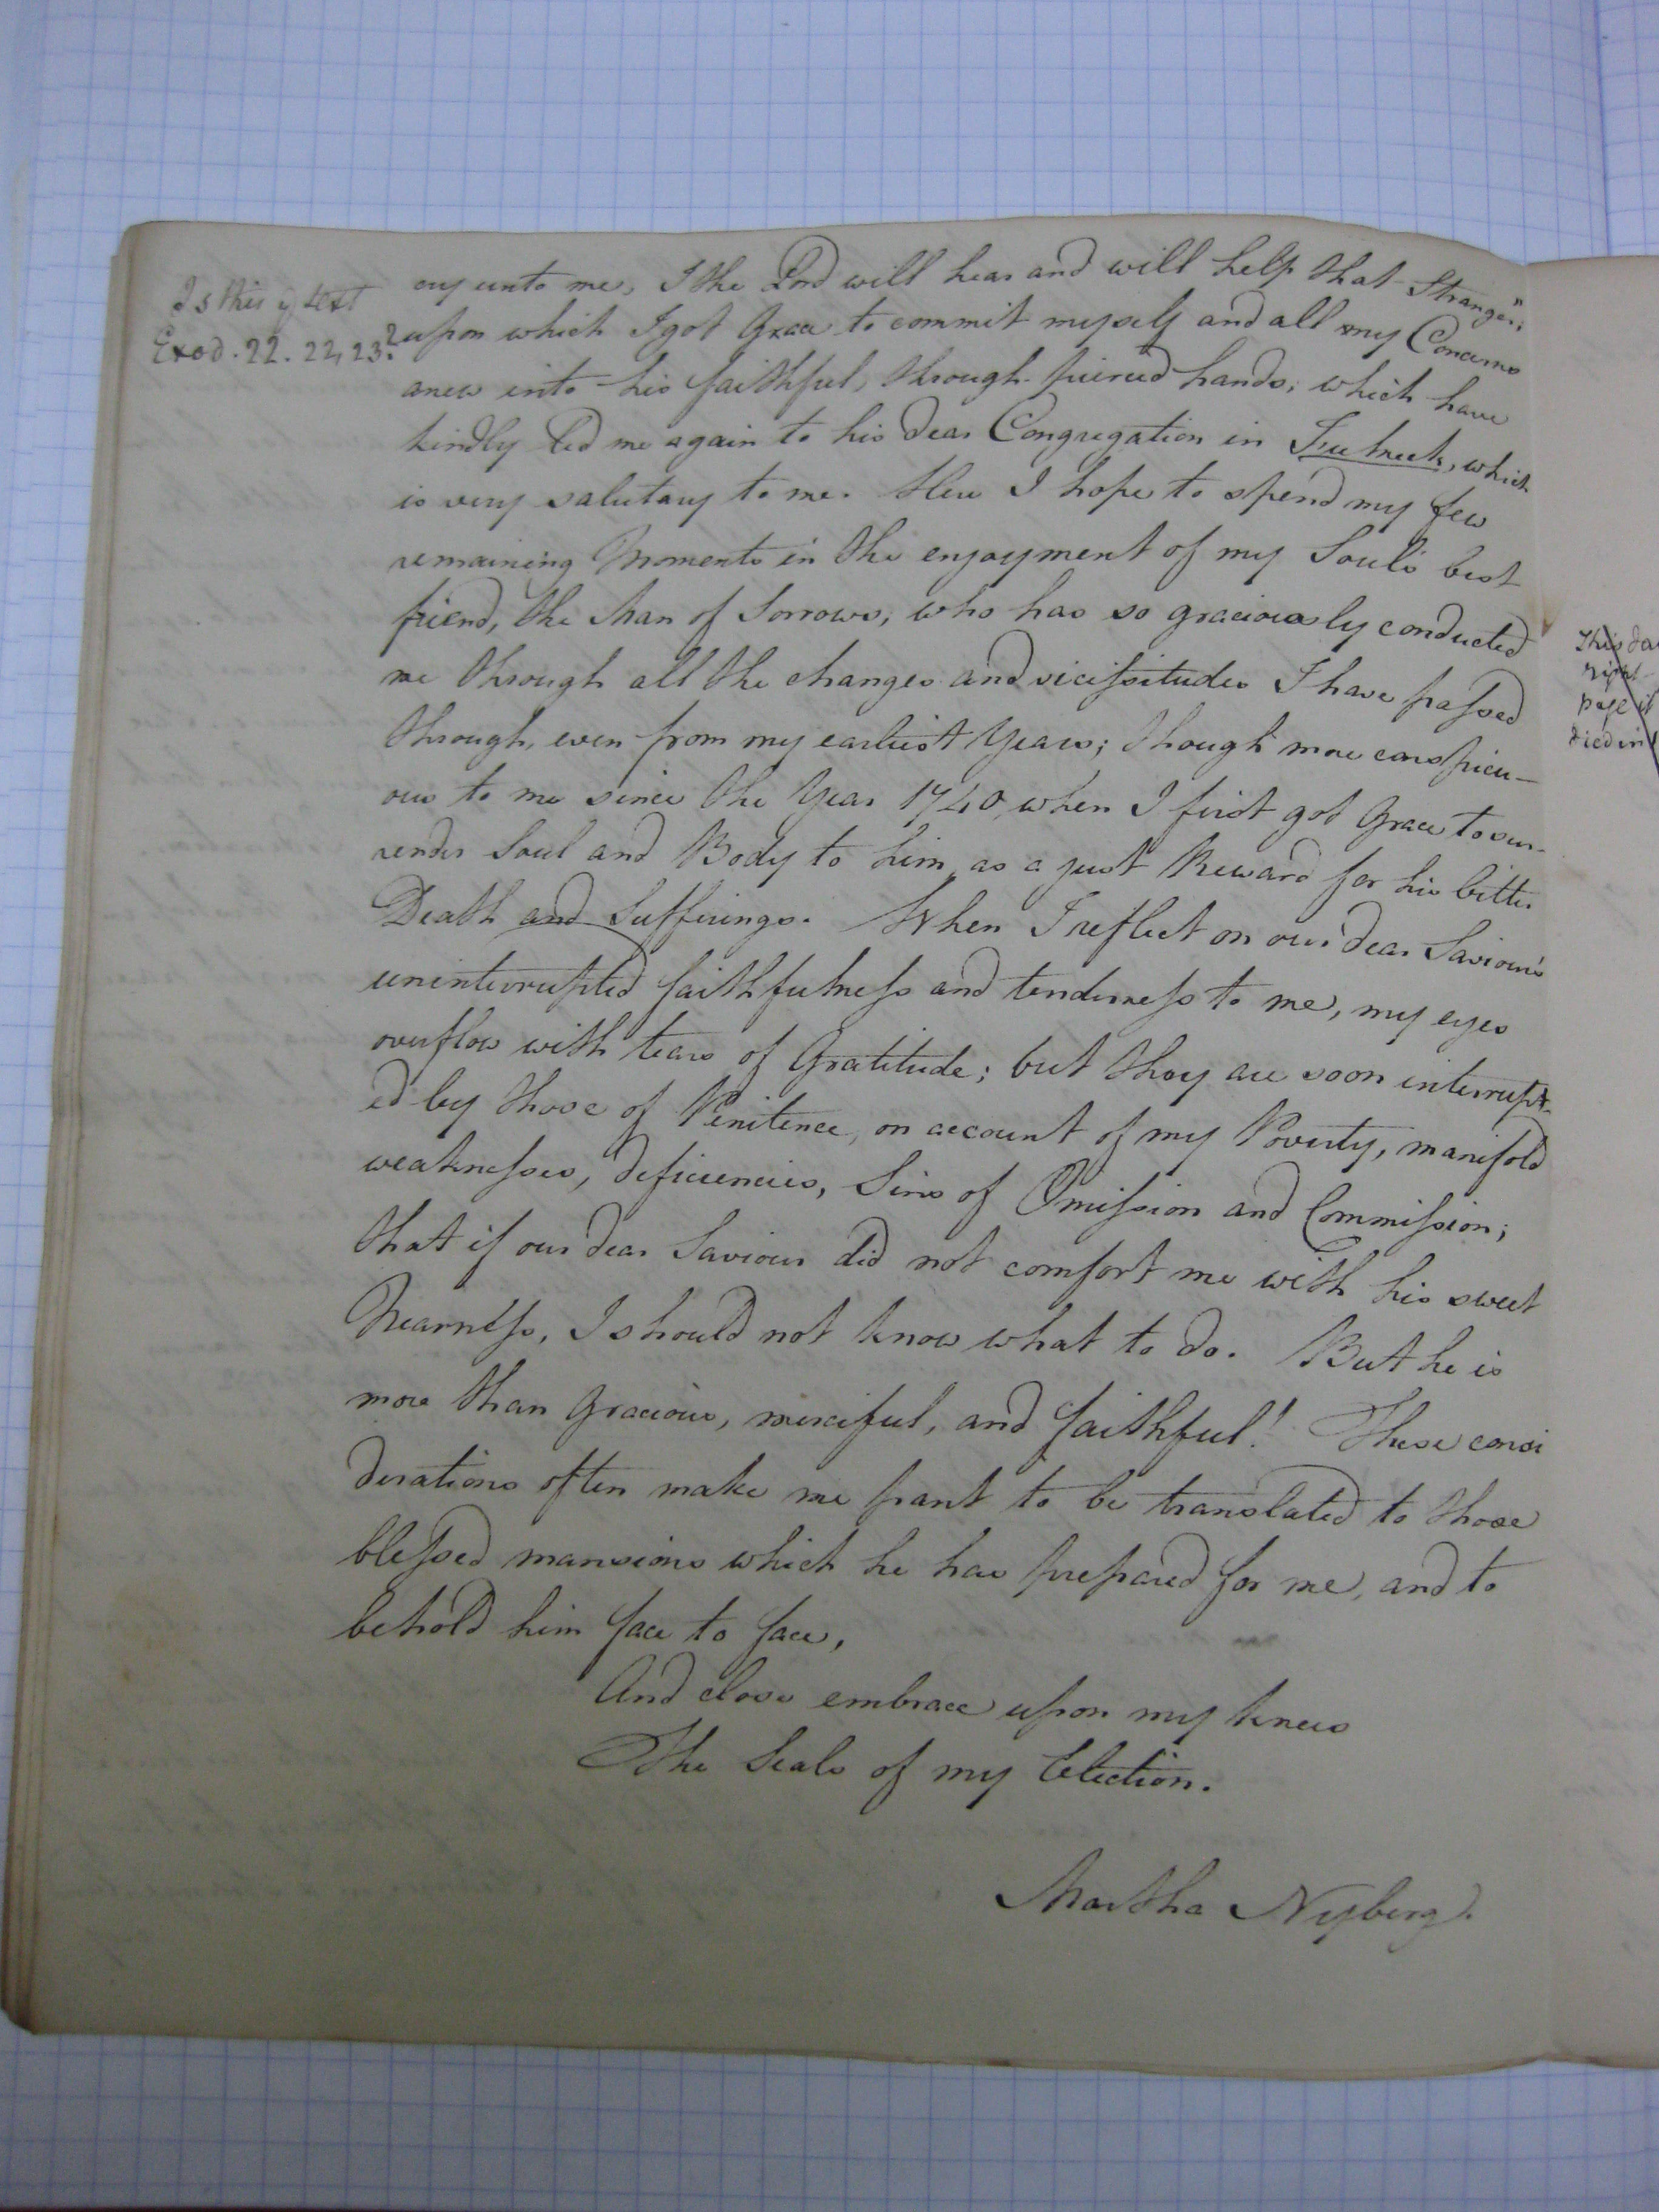 Is this y text
Exod. 22. 22, 23.?
cry unto me, I the Lord will hear and will help that Stranger";
upon which I got Grace to commit myself and all my Concerns
anew into his faithful, through-pierced hands; which have
kindly led me again to his dear Congregation in Fulneck, which
is very salutary to me. Here I hope to spend my few
remaining Moments in the enjoyment of my Soul's best
friend, the Man of Sorrows, who has so graciously conducted
me through all the changes and vicissitudes I have passed
through, even from my earliest Years; though more conspicu-
ous to me since the Year 1740, when I first got Grace to sur-
render Soul and Body to him, as a just Reward for his bitter
Death and Sufferings. When I reflect on our dear Saviour's
uninterrupted faithfulness and tenderness to me, my eyes
overflow with tears of Gratitude; but they are soon interrupt-
ed by those of Penitence, on account of my Poverty, manifold
weaknesses, deficiencies, Sins of Omission and Commission;
that if our dear Saviour did not comfort me with his sweet
Nearness, I should not know what to do. But he is
more than Gracious, merciful, and faithful! These consi
derations often make me pant to be translated to those
blessed mansions which he has prepared for me, and to
behold him face to face,
And close embrace upon my knees
The Seals of my Election.
Martha Nyberg.
This da
right
page it
died in